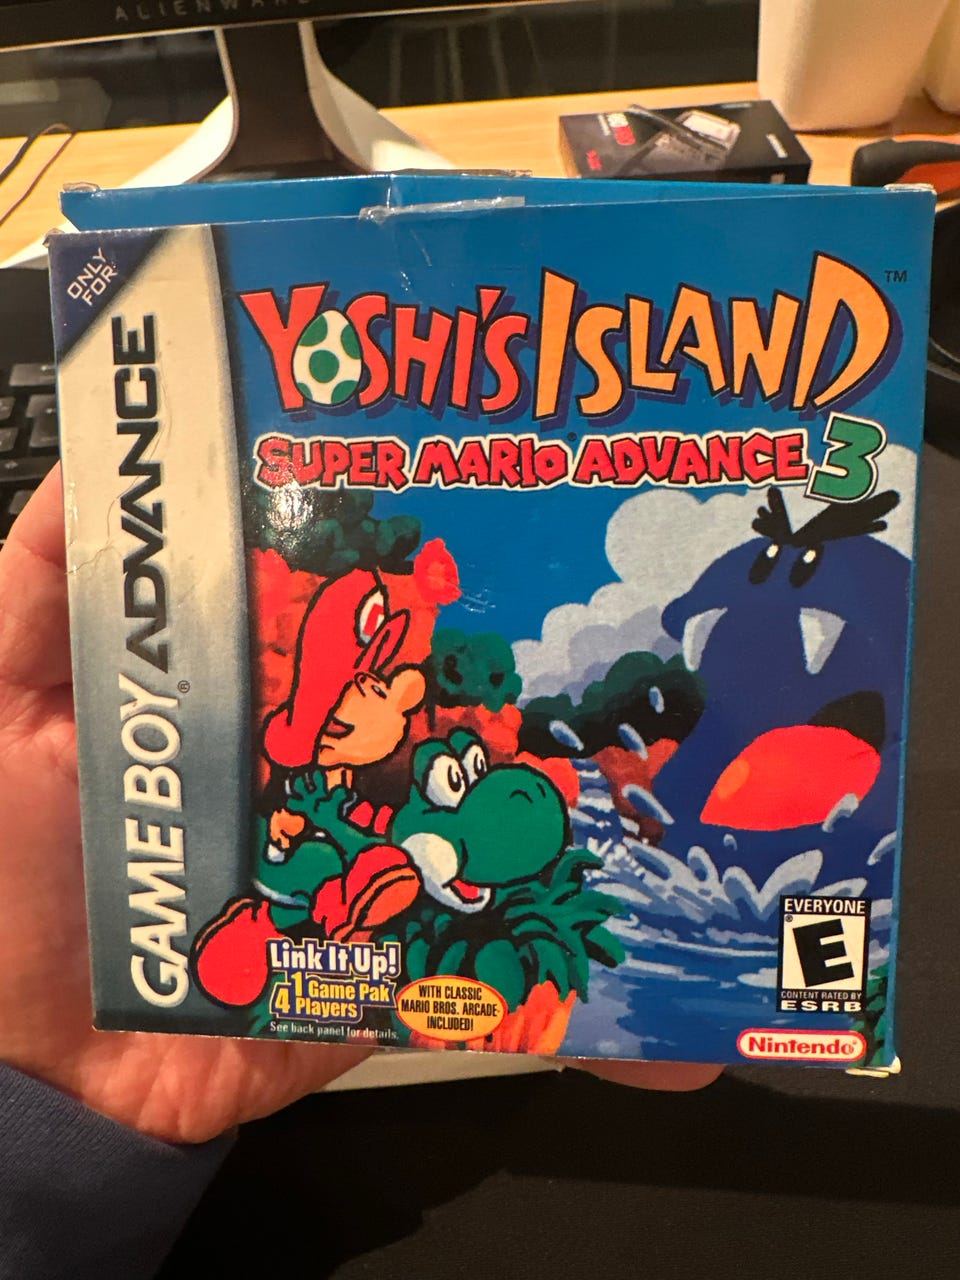 ALIENWARE
ONLY
FOR
GAME BOY ADVANCE
®
YOSHI'S ISLAND
TM
SUPER MARIO ADVANCE 3
Link It Up!
1 Game Pak
4 Players
See back panel for details.
WITH CLASSIC
MARIO BROS. ARCADE
INCLUDED!
EVERYONE
E
®
CONTENT RATED BY
ESRB
Nintendo®